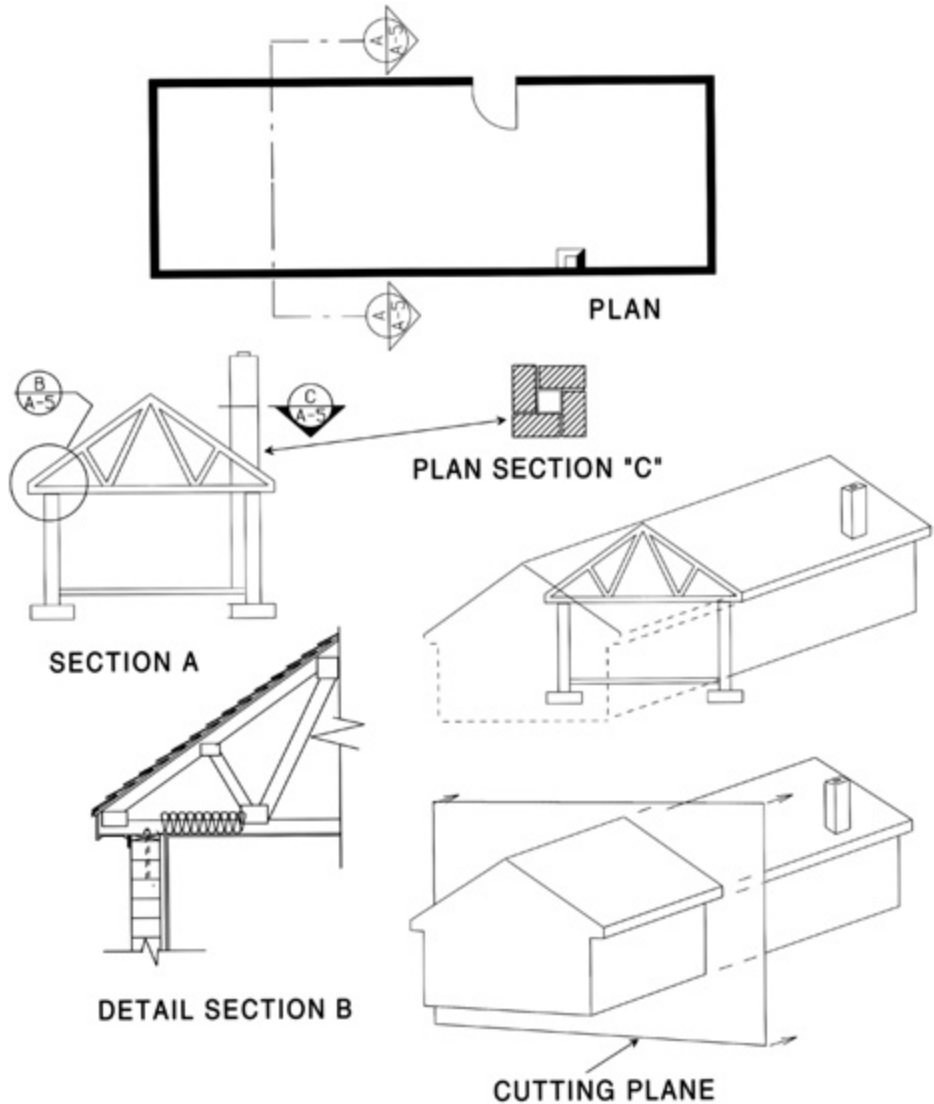 A
A-5
PLAN
A
A-5
B
A-5
C
A-5
PLAN SECTION "C"
SECTION A
DETAIL SECTION B
CUTTING PLANE